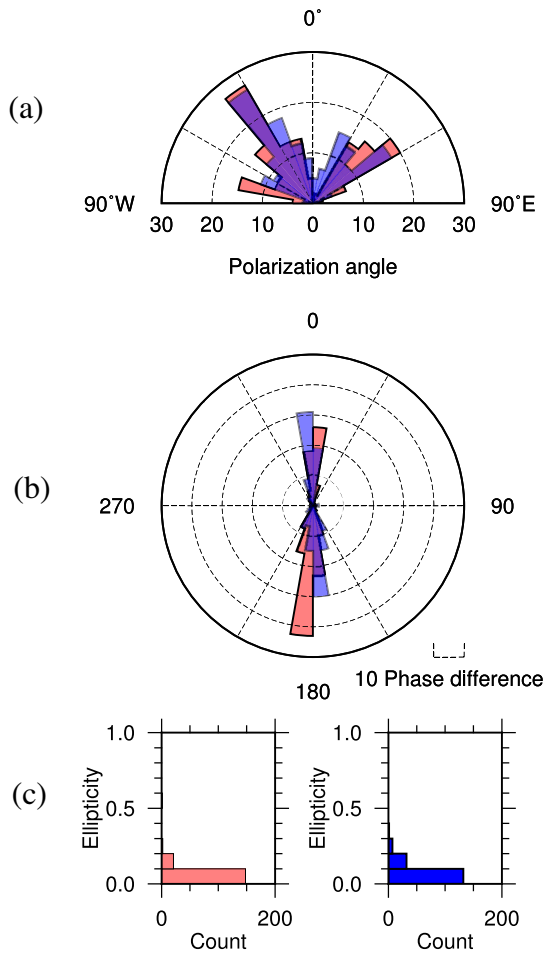 (a)
0°
90°W
90°E
30 20 10 0 10 20 30
Polarization angle
(b)
0
270
90
180
10 Phase difference
(c)
1.0
0.5
0.0
Ellipticity
0 200
Count
1.0
0.5
0.0
Ellipticity
0 200
Count